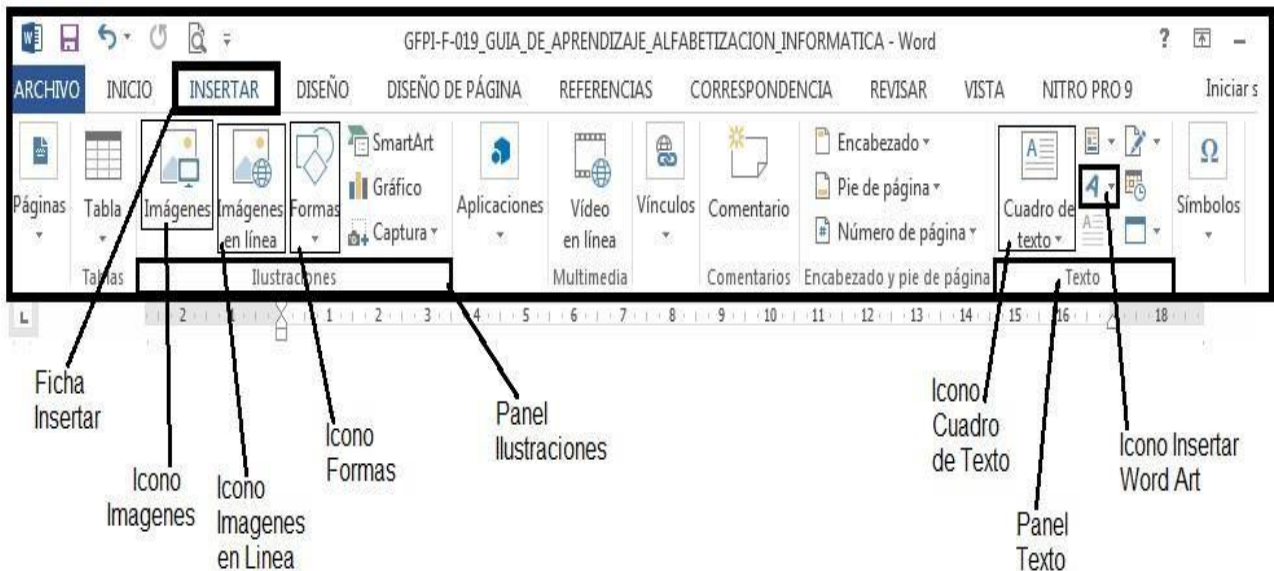 GFPI-F-019_GUIA_DE_APRENDIZAJE_ALFABETIZACION_INFORMATICA - Word
?
ARCHIVO INICIO INSERTAR DISEÑO DISEÑO DE PÁGINA REFERENCIAS CORRESPONDENCIA REVISAR VISTA NITRO PRO 9 Iniciar s
Páginas
Tabla
Tablas
Imágenes
Imágenes
en línea
Formas
SmartArt
Gráfico
Captura
Ilustraciones
Aplicaciones
Vídeo
en línea
Multimedia
Vínculos
Comentario
Comentarios
Encabezado
Pie de página
Número de página
Encabezado y pie de página
Cuadro de
texto
Texto
Símbolos
L
2 1 1 2 3 4 5 6 7 8 9 10 11 12 13 14 15 16 18
Ficha
Insertar
Icono
Imagenes
Icono
Imagenes
en Linea
Icono
Formas
Panel
Ilustraciones
Icono
Cuadro
de Texto
Panel
Texto
Icono Insertar
Word Art